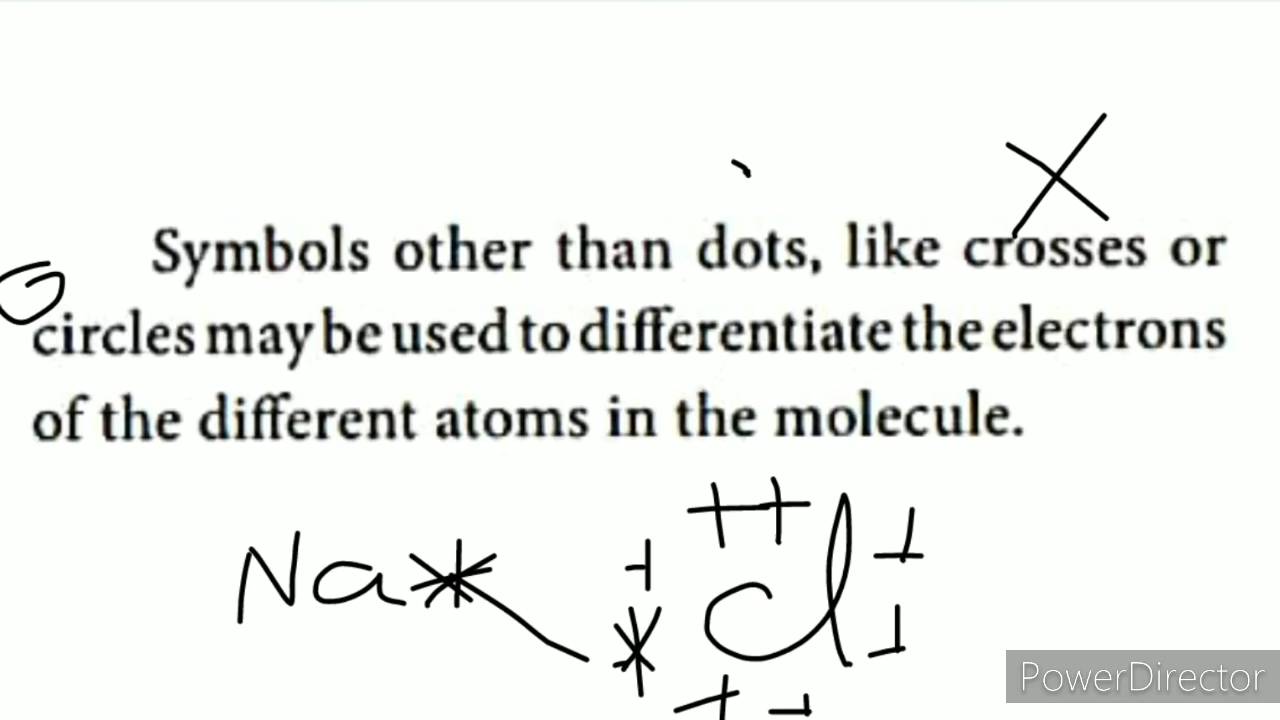 Symbols other than dots, like crosses or
circles may be used to differentiate the electrons
of the different atoms in the molecule.
Na * Cl
PowerDirector